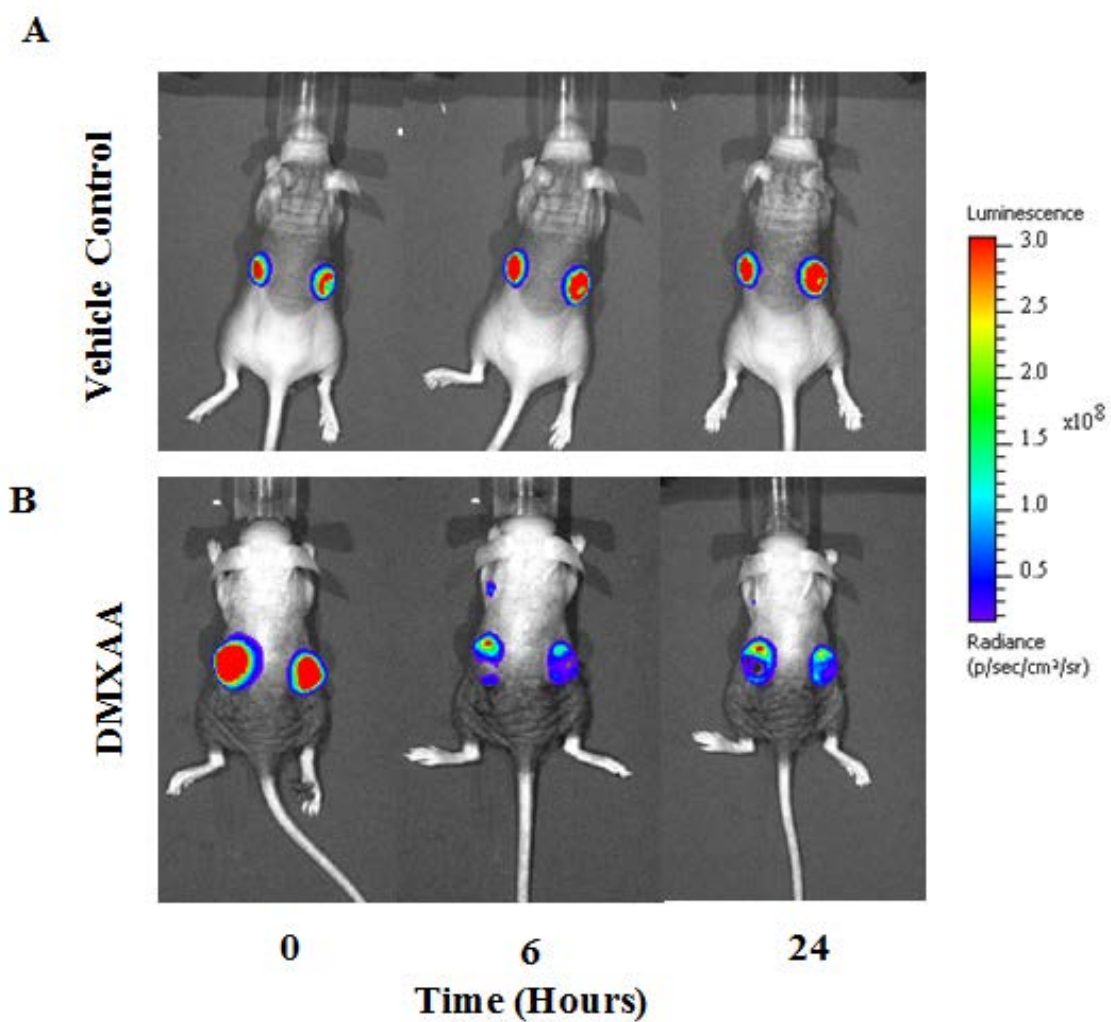 A
Vehicle Control
Luminescence
3.0
2.5
2.0
1.5
x10⁸
1.0
0.5
Radiance
(p/sec/cm²/sr)
B
DMXAA
0 6 24
Time (Hours)